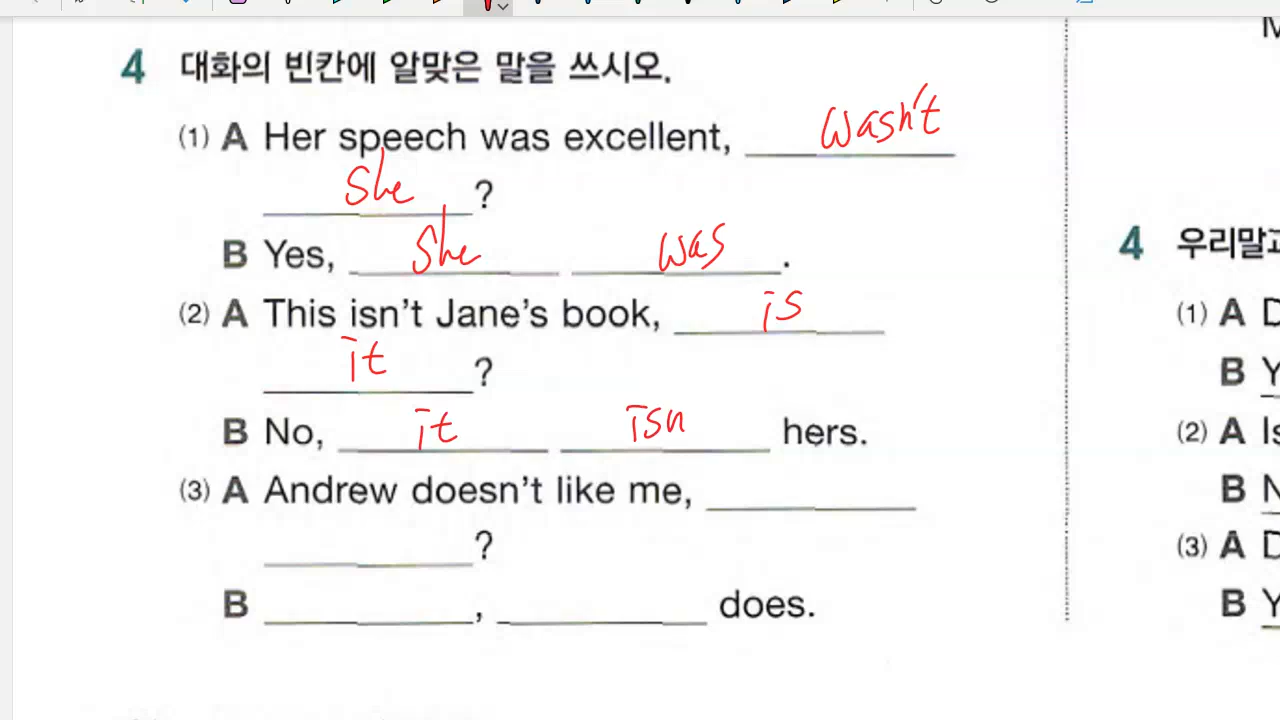 4 대화의 빈칸에 알맞은 말을 쓰시오.
(1) A Her speech was excellent, wasn't
she ?
B Yes, she was .
(2) A This isn't Jane's book, is
it ?
B No, it isn hers.
(3) A Andrew doesn't like me,
?
B , does.
4 우리말
(1) A
B
(2) A Is
B
(3) A
B